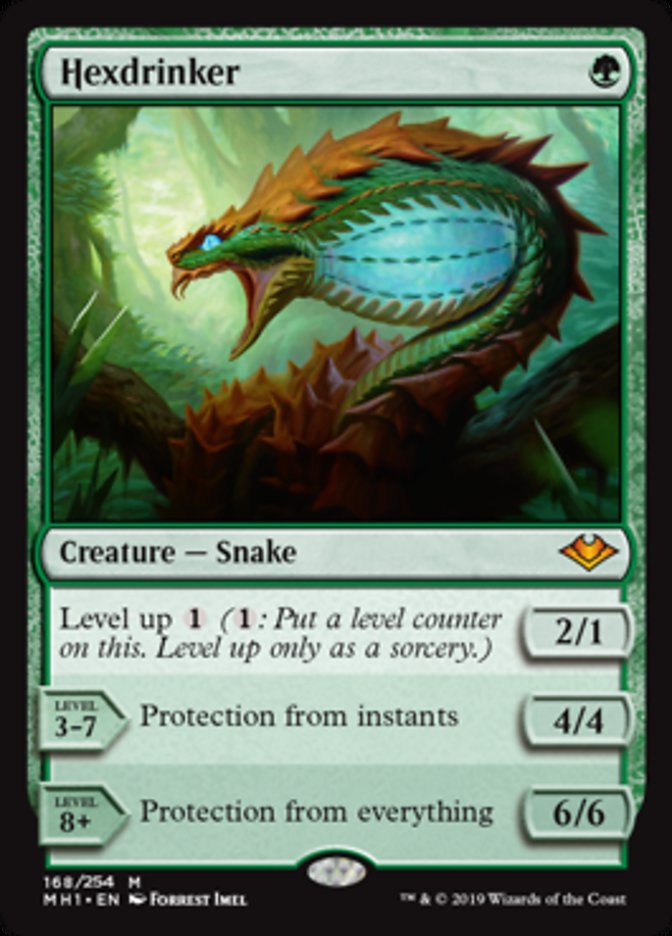 Hexdrinker
Creature — Snake
Level up 1 (1: Put a level counter
on this. Level up only as a sorcery.)
2/1
LEVEL
3-7
Protection from instants
4/4
LEVEL
8+
Protection from everything
6/6
168/254 M
MH1 • EN Forrest Imel
™ & © 2019 Wizards of the Coast